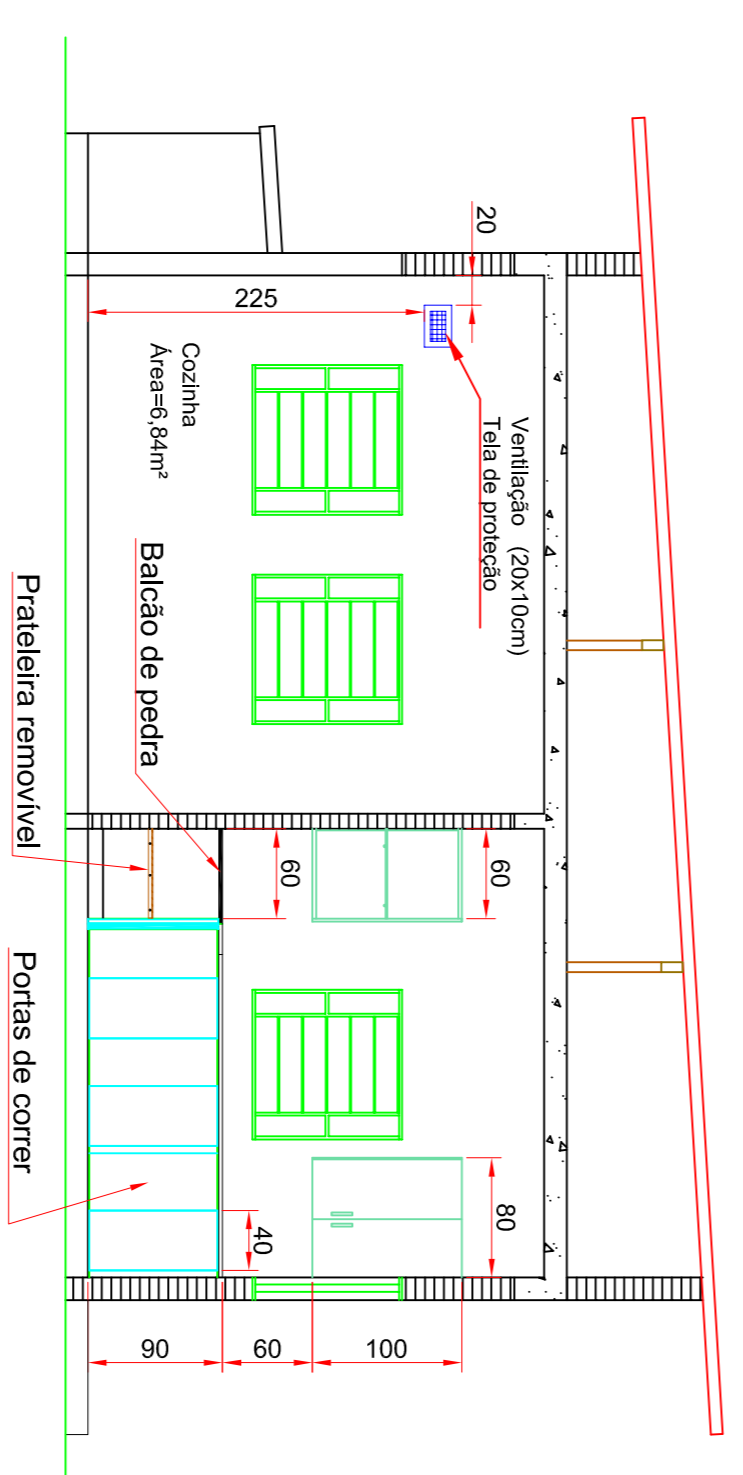 20
225
Ventilação (20x10cm)
Tela de proteção
Cozinha
Área=6,84m²
Balcão de pedra
Prateleira removível
Portas de correr
60
60
80
40
90
60
100